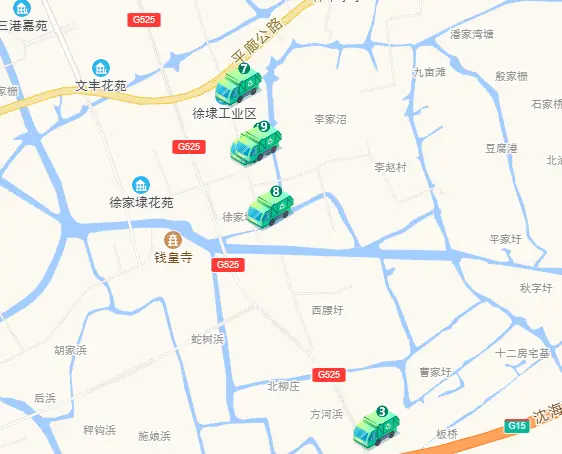 三港嘉苑
G525
平廊公路
潘家湾塘
家栅
文丰花苑
7
九亩滩
殷家栅
石家桥
徐埭工业区
9
李家沼
G525
豆腐港
李赵村
北汕
徐家埭花苑
8
徐家埭
钱皇寺
平家圩
G525
秋字圩
西腰圩
蛇树浜
胡家浜
十二房宅基
G525
曹家圩
北柳庄
后浜
方河浜
3
沈海
G15
稗钩浜
施娘浜
板桥